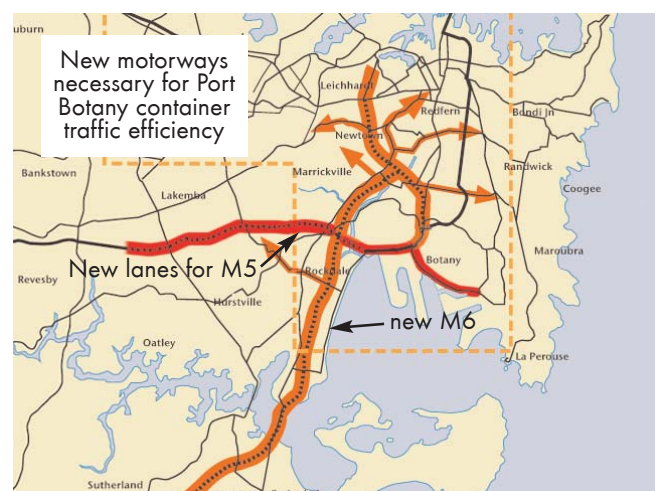 uburn
New motorways
necessary for Port
Botany container
traffic efficiency
Leichhardt
Redfern
Bondi Jn
Newtown
Bankstown
Marrickville
Randwick
Lakemba
Coogee
Maroubra
New lanes for M5
Rockdale
Botany
Revesby
Hurstville
new M6
Oatley
La Perouse
Sutherland